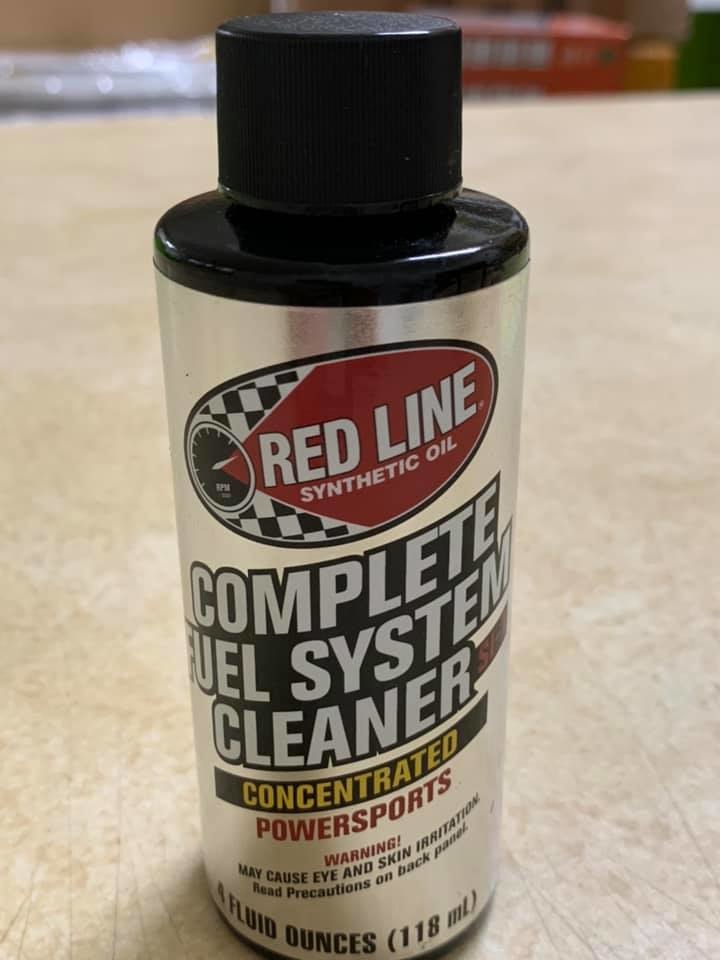 RED LINE®
SYNTHETIC OIL
RPM
COMPLETE
FUEL SYSTEM
CLEANER
CONCENTRATED
POWERSPORTS
WARNING!
MAY CAUSE EYE AND SKIN IRRITATION.
Read Precautions on back panel.
4 FLUID OUNCES (118 mL)